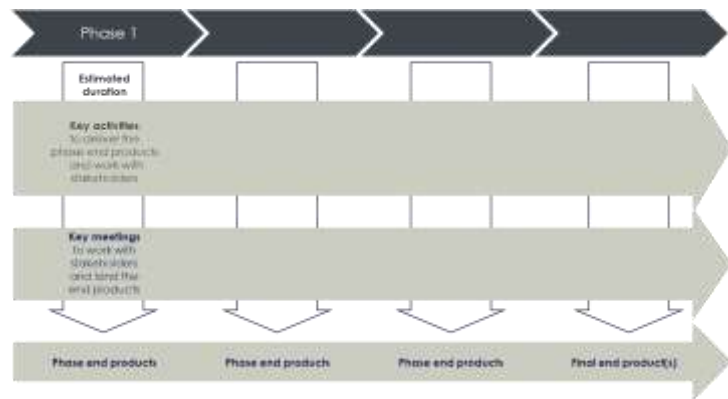 Phase 1
Estimated
duration
Key activities
to deliver the
phase end products
and work with
stakeholders
Key meetings
to work with
stakeholders
and land the
end products
Phase end products
Phase end products
Phase end products
Final end product(s)